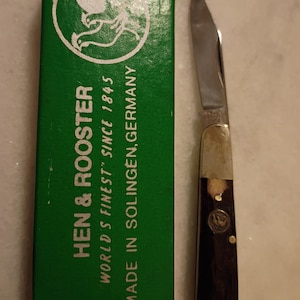 HEN & ROOSTER
WORLD'S FINEST" SINCE 1845
MADE IN SOLINGEN, GERMANY